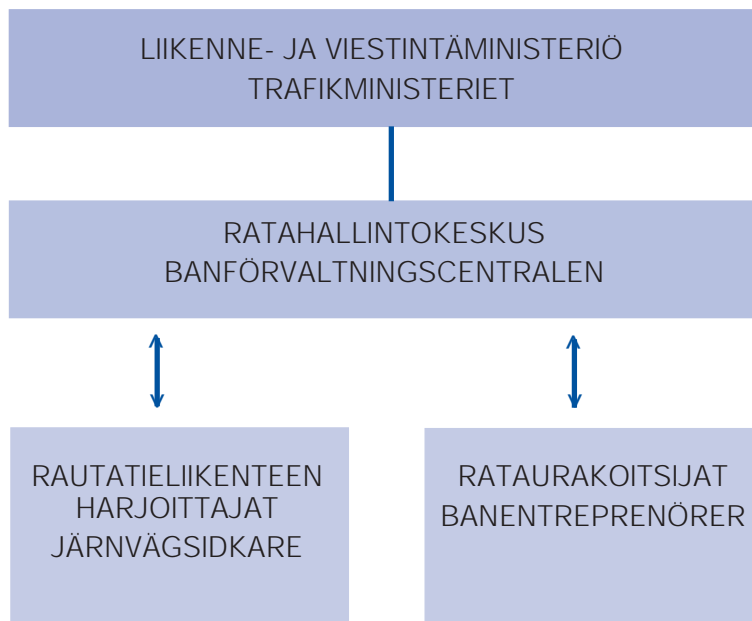 LIIKENNE- JA VIESTINTÄMINISTERIÖ
TRAFIKMINISTERIET
RATAHALLINTOKESKUS
BANFÖRVALTNINGSCENTRALEN
RAUTATIELIIKENTEEN
HARJOITTAJAT
JÄRNVÄGSIDKARE
RATAURAKOITSIJAT
BANENTREPRENÖRER